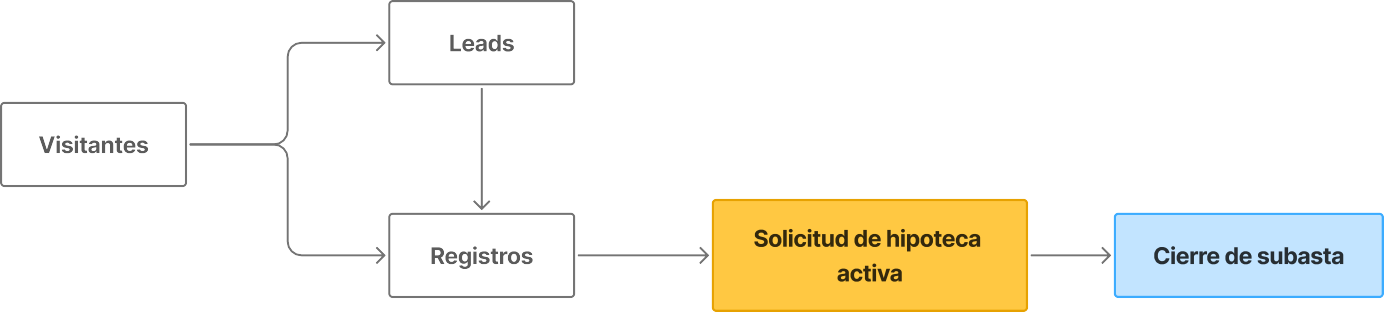 Leads
Visitantes
Registros
Solicitud de hipoteca
activa
Cierre de subasta